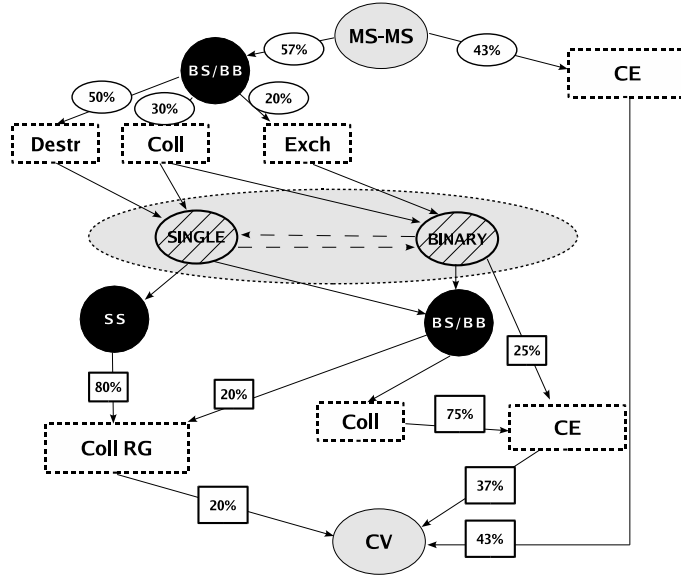 MS-MS
57%
43%
BS/BB
CE
50%
30%
20%
Destr
Coll
Exch
SINGLE
BINARY
SS
BS/BB
25%
80%
20%
Coll
75%
CE
Coll RG
37%
20%
CV
43%